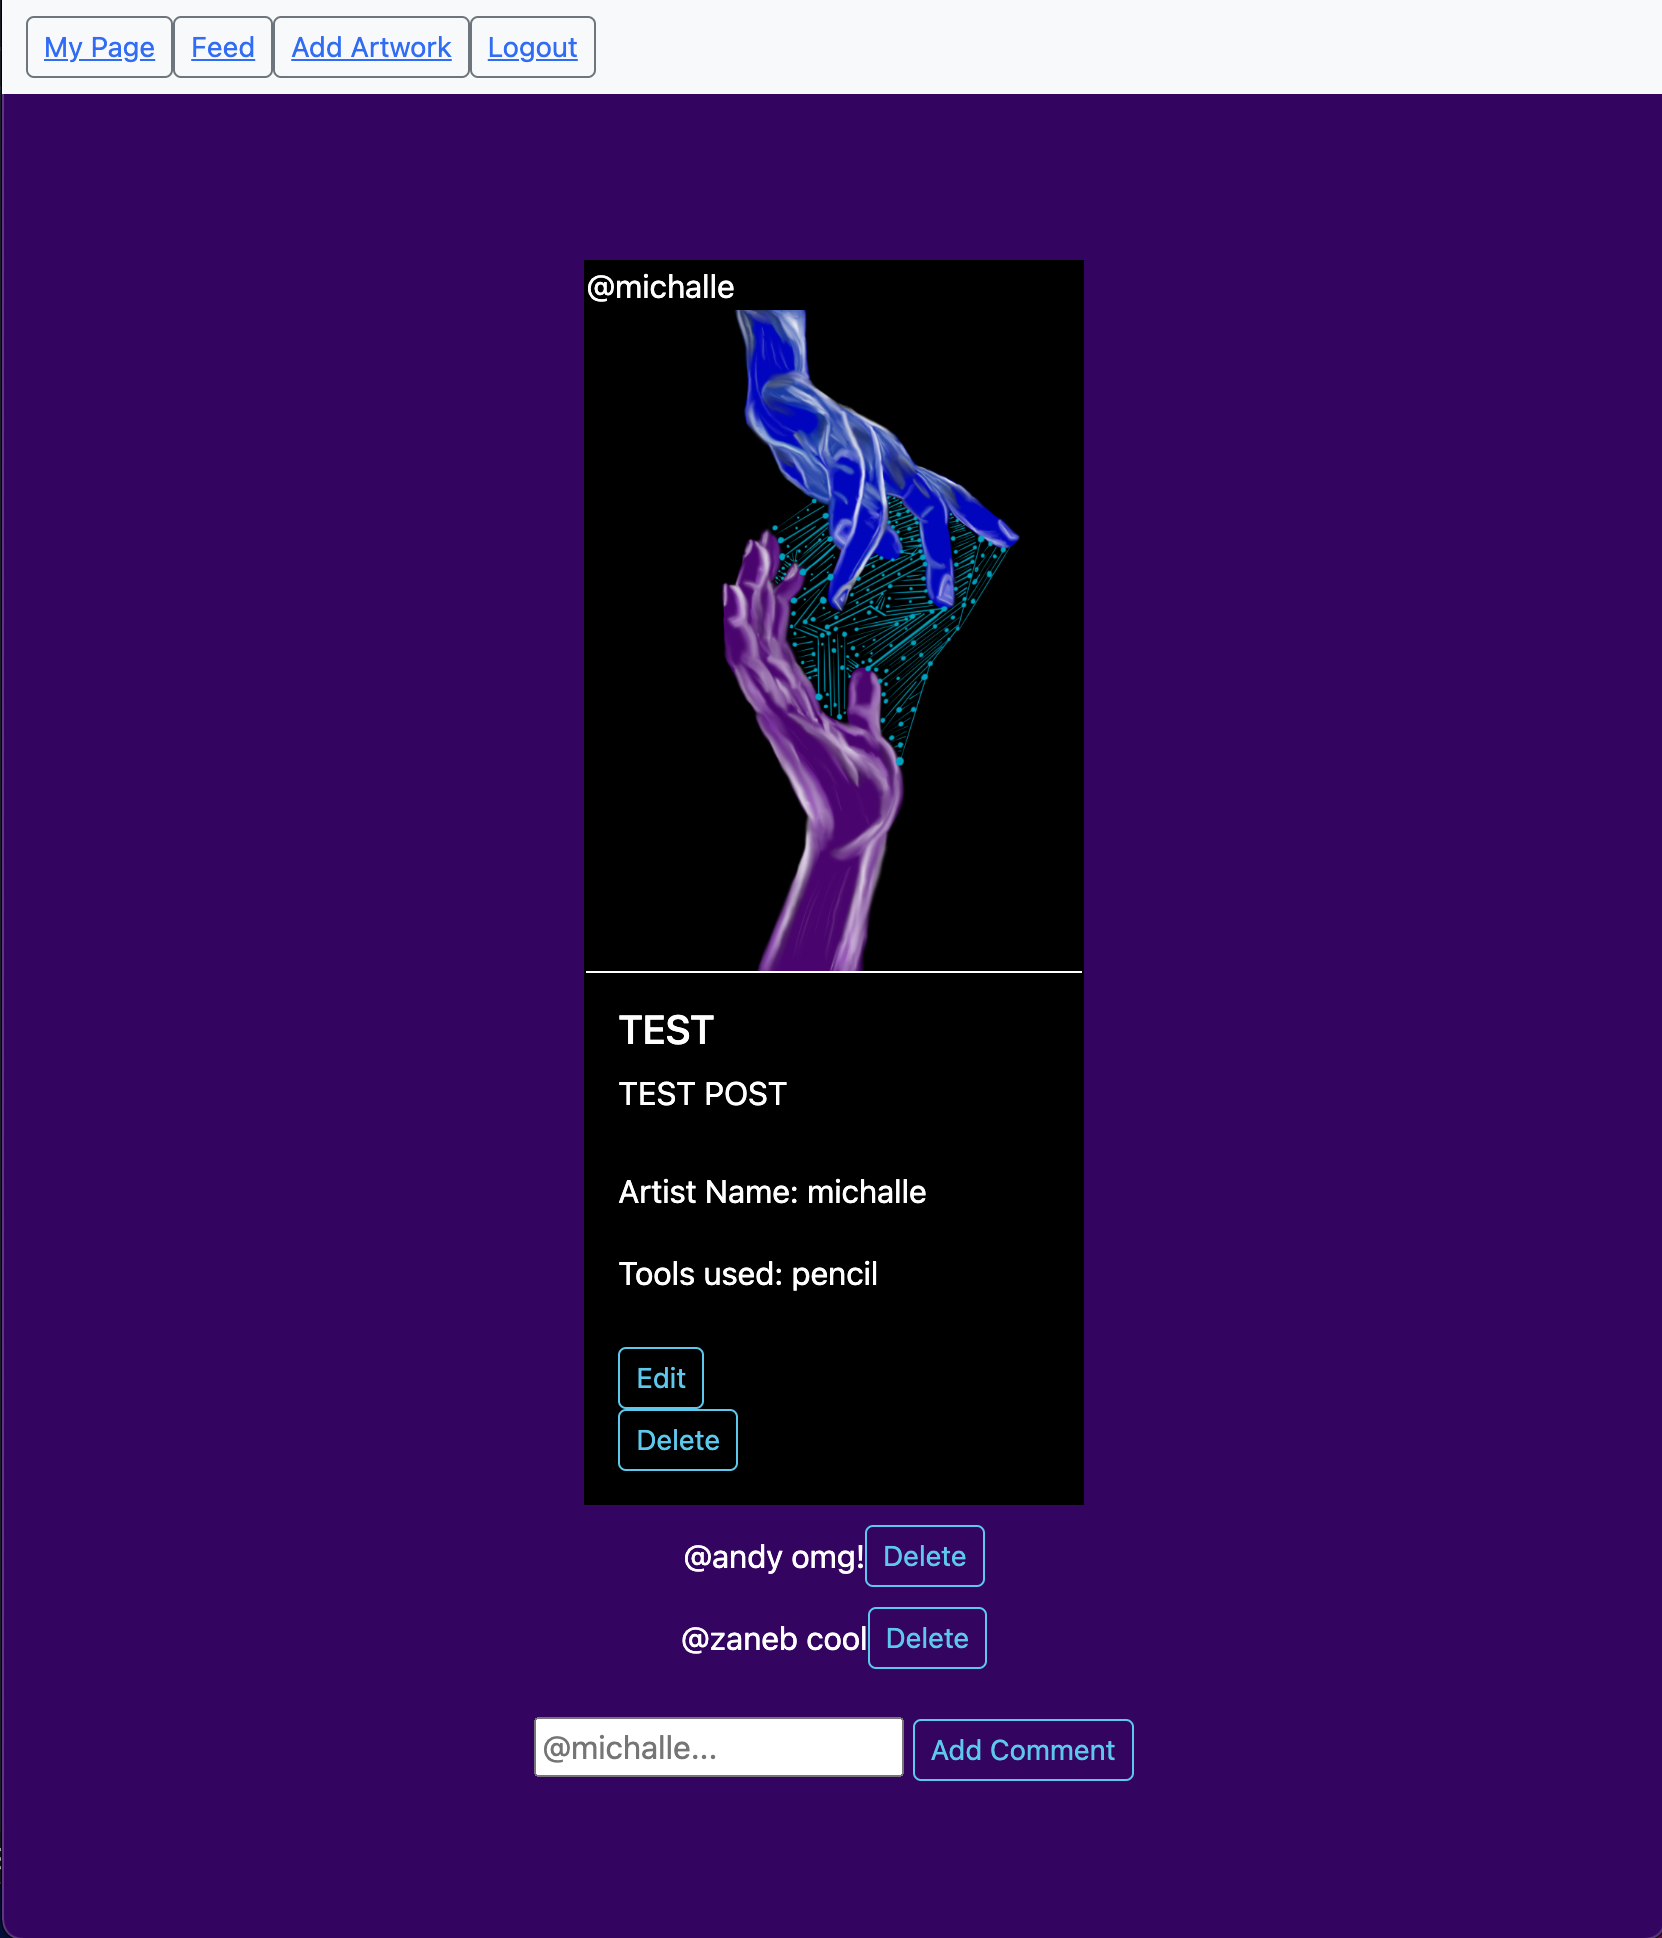 My Page Feed Add Artwork Logout
@michalle
TEST
TEST POST
Artist Name: michalle
Tools used: pencil
Edit
Delete
@andy omg! Delete
@zaneb cool Delete
@michalle... Add Comment